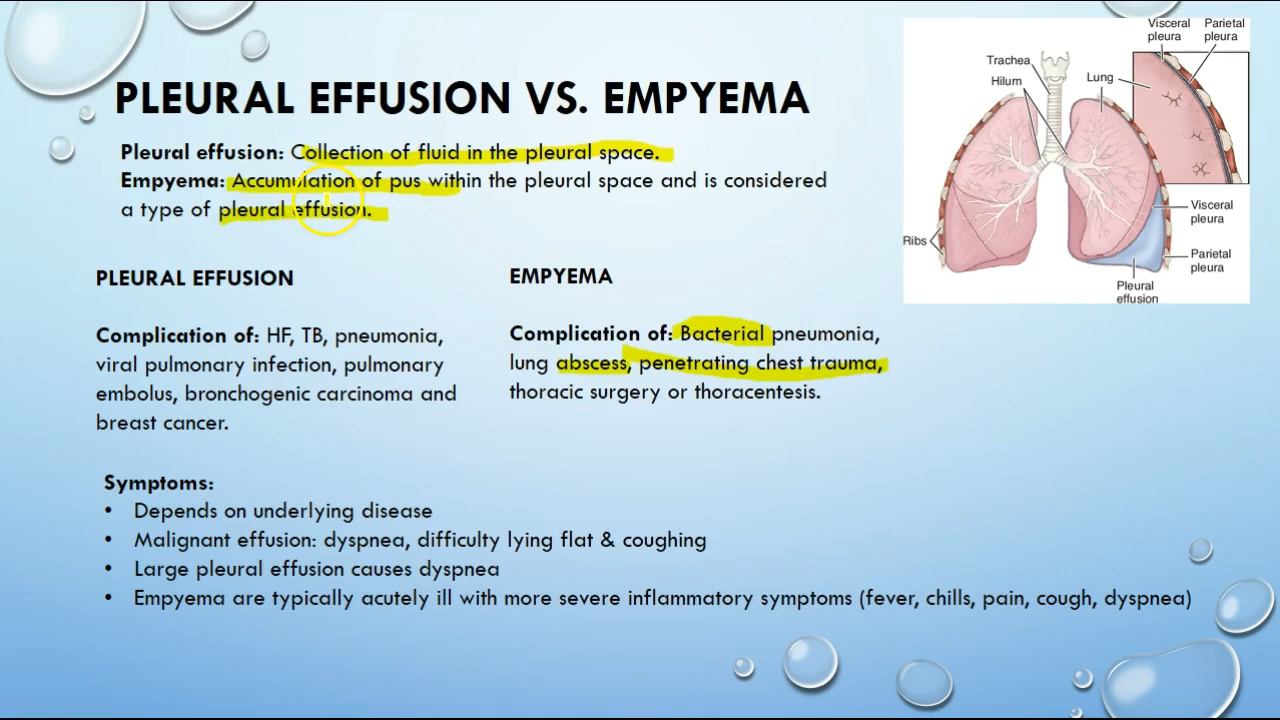 PLEURAL EFFUSION VS. EMPYEMA
Pleural effusion: Collection of fluid in the pleural space.
Empyema: Accumulation of pus within the pleural space and is considered
a type of pleural effusion.
PLEURAL EFFUSION
Complication of: HF, TB, pneumonia,
viral pulmonary infection, pulmonary
embolus, bronchogenic carcinoma and
breast cancer.
EMPYEMA
Complication of: Bacterial pneumonia,
lung abscess, penetrating chest trauma,
thoracic surgery or thoracentesis.
Symptoms:
• Depends on underlying disease
• Malignant effusion: dyspnea, difficulty lying flat & coughing
• Large pleural effusion causes dyspnea
• Empyema are typically acutely ill with more severe inflammatory symptoms (fever, chills, pain, cough, dyspnea)
Visceral
pleura
Parietal
pleura
Trachea
Hilum
Lung
Visceral
pleura
Ribs
Parietal
pleura
Pleural
effusion